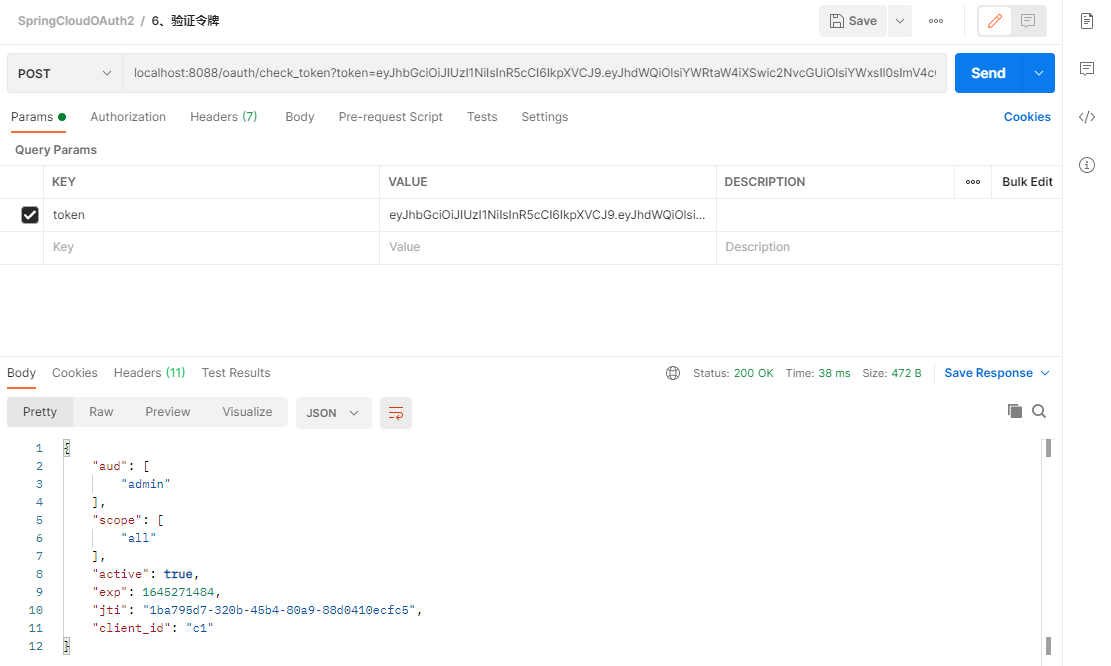 SpringCloudOAuth2 / 6、验证令牌
Save
POST
localhost:8088/oauth/check_token?token=eyJhbGciOiJIUzI1NiIsInR5cCI6IkpXVCJ9.eyJhdWQiOlsiYWRtaW4iXSwic2NvcGUiOlsiYWxsIl0sImV4c
Send
Params
Authorization
Headers (7)
Body
Pre-request Script
Tests
Settings
Cookies
Query Params
KEY
VALUE
DESCRIPTION
Bulk Edit
token
eyJhbGciOiJIUzI1NiIsInR5cCI6IkpXVCJ9.eyJhdWQiOlsi...
Key
Value
Description
Body
Cookies
Headers (11)
Test Results
Status: 200 OK
Time: 38 ms
Size: 472 B
Save Response
Pretty
Raw
Preview
Visualize
JSON
1 {
2 "aud": [
3 "admin"
4 ],
5 "scope": [
6 "all"
7 ],
8 "active": true,
9 "exp": 1645271484,
10 "jti": "1ba795d7-320b-45b4-80a9-88d0410ecfc5",
11 "client_id": "c1"
12 }